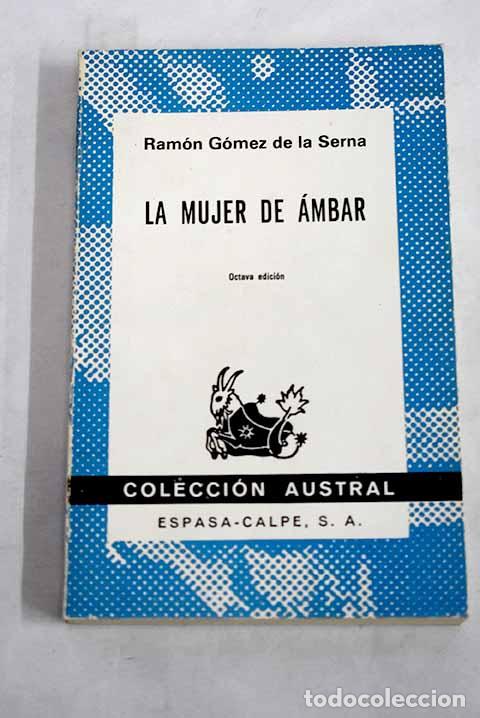 Ramón Gómez de la Serna
LA MUJER DE ÁMBAR
Octava edición
COLECCIÓN AUSTRAL
ESPASA-CALPE, S. A.
todocoleccion